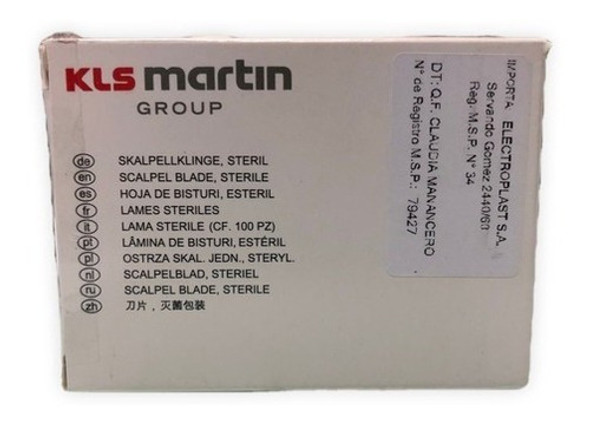 KLS martin
GROUP
de SKALPELLKLINGE, STERIL
en SCALPEL BLADE, STERILE
es HOJA DE BISTURI, ESTERIL
fr LAMES STERILES
it LAMA STERILE (CF. 100 PZ)
pt LÂMINA DE BISTURI, ESTÉRIL
pl OSTRZA SKAL. JEDN., STERYL.
nl SCALPELBLAD, STERIEL
ru SCALPEL BLADE, STERILE
zh 刀片，灭菌包装
IMPORTA ELECTROPLAST S.A.
Servando Gomez 2440/60
Reg. M.S.P. N° 34
DT: Q.F. CLAUDIA MANANCERO
N° de Registro M.S.P.: 79427